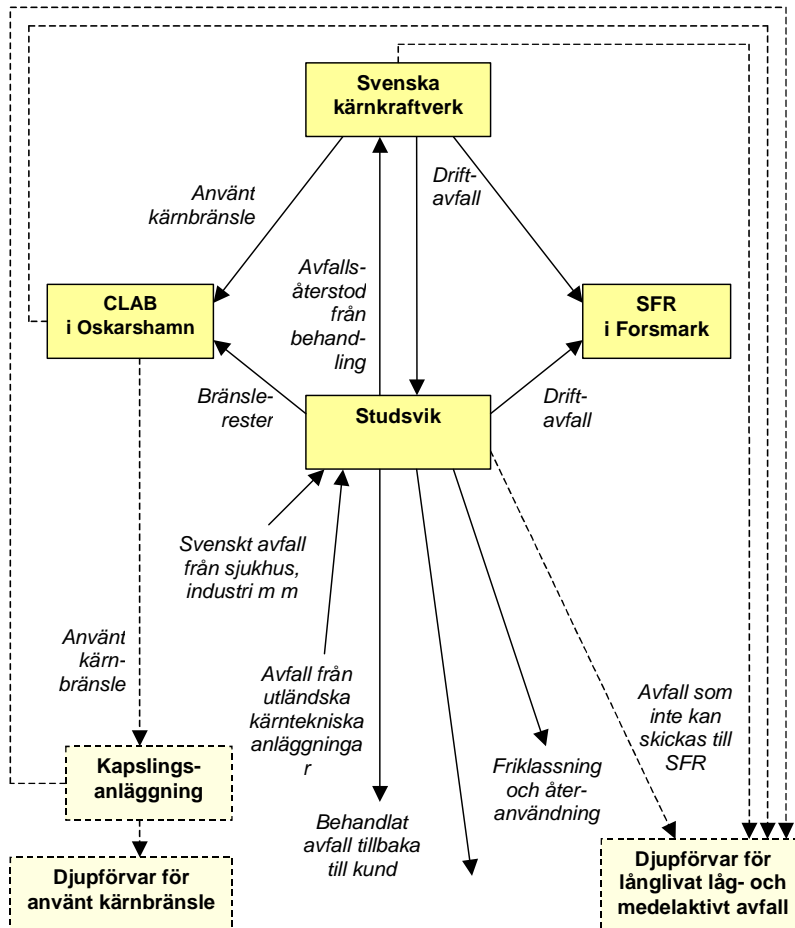 Svenska
kärnkraftverk
Använt
kärnbränsle
Drift-
avfall
Avfalls-
återstod
från
behand-
ling
CLAB
i Oskarshamn
SFR
i Forsmark
Bränsle-
rester
Studsvik
Drift-
avfall
Svenskt avfall
från sjukhus,
industri m m
Använt
kärn-
bränsle
Avfall från
utländska
kärntekniska
anläggninga
r
Avfall som
inte kan
skickas till
SFR
Kapslings-
anläggning
Friklassning
och åter-
användning
Behandlat
avfall tillbaka
till kund
Djupförvar för
använt kärnbränsle
Djupförvar för
långlivat låg- och
medelaktivt avfall